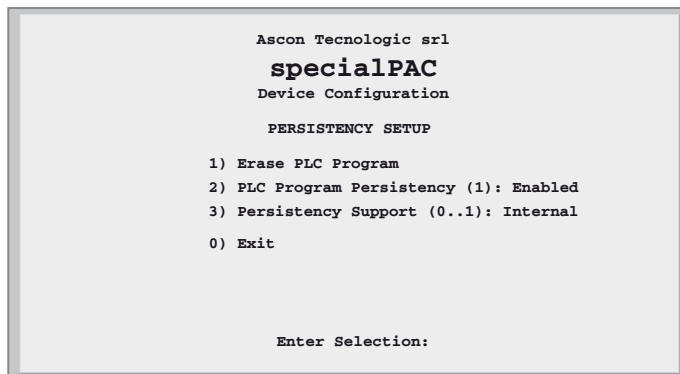 Ascon Tecnologic srl
specialPAC
Device Configuration
PERSISTENCY SETUP
1) Erase PLC Program
2) PLC Program Persistency (1): Enabled
3) Persistency Support (0..1): Internal
0) Exit
Enter Selection: